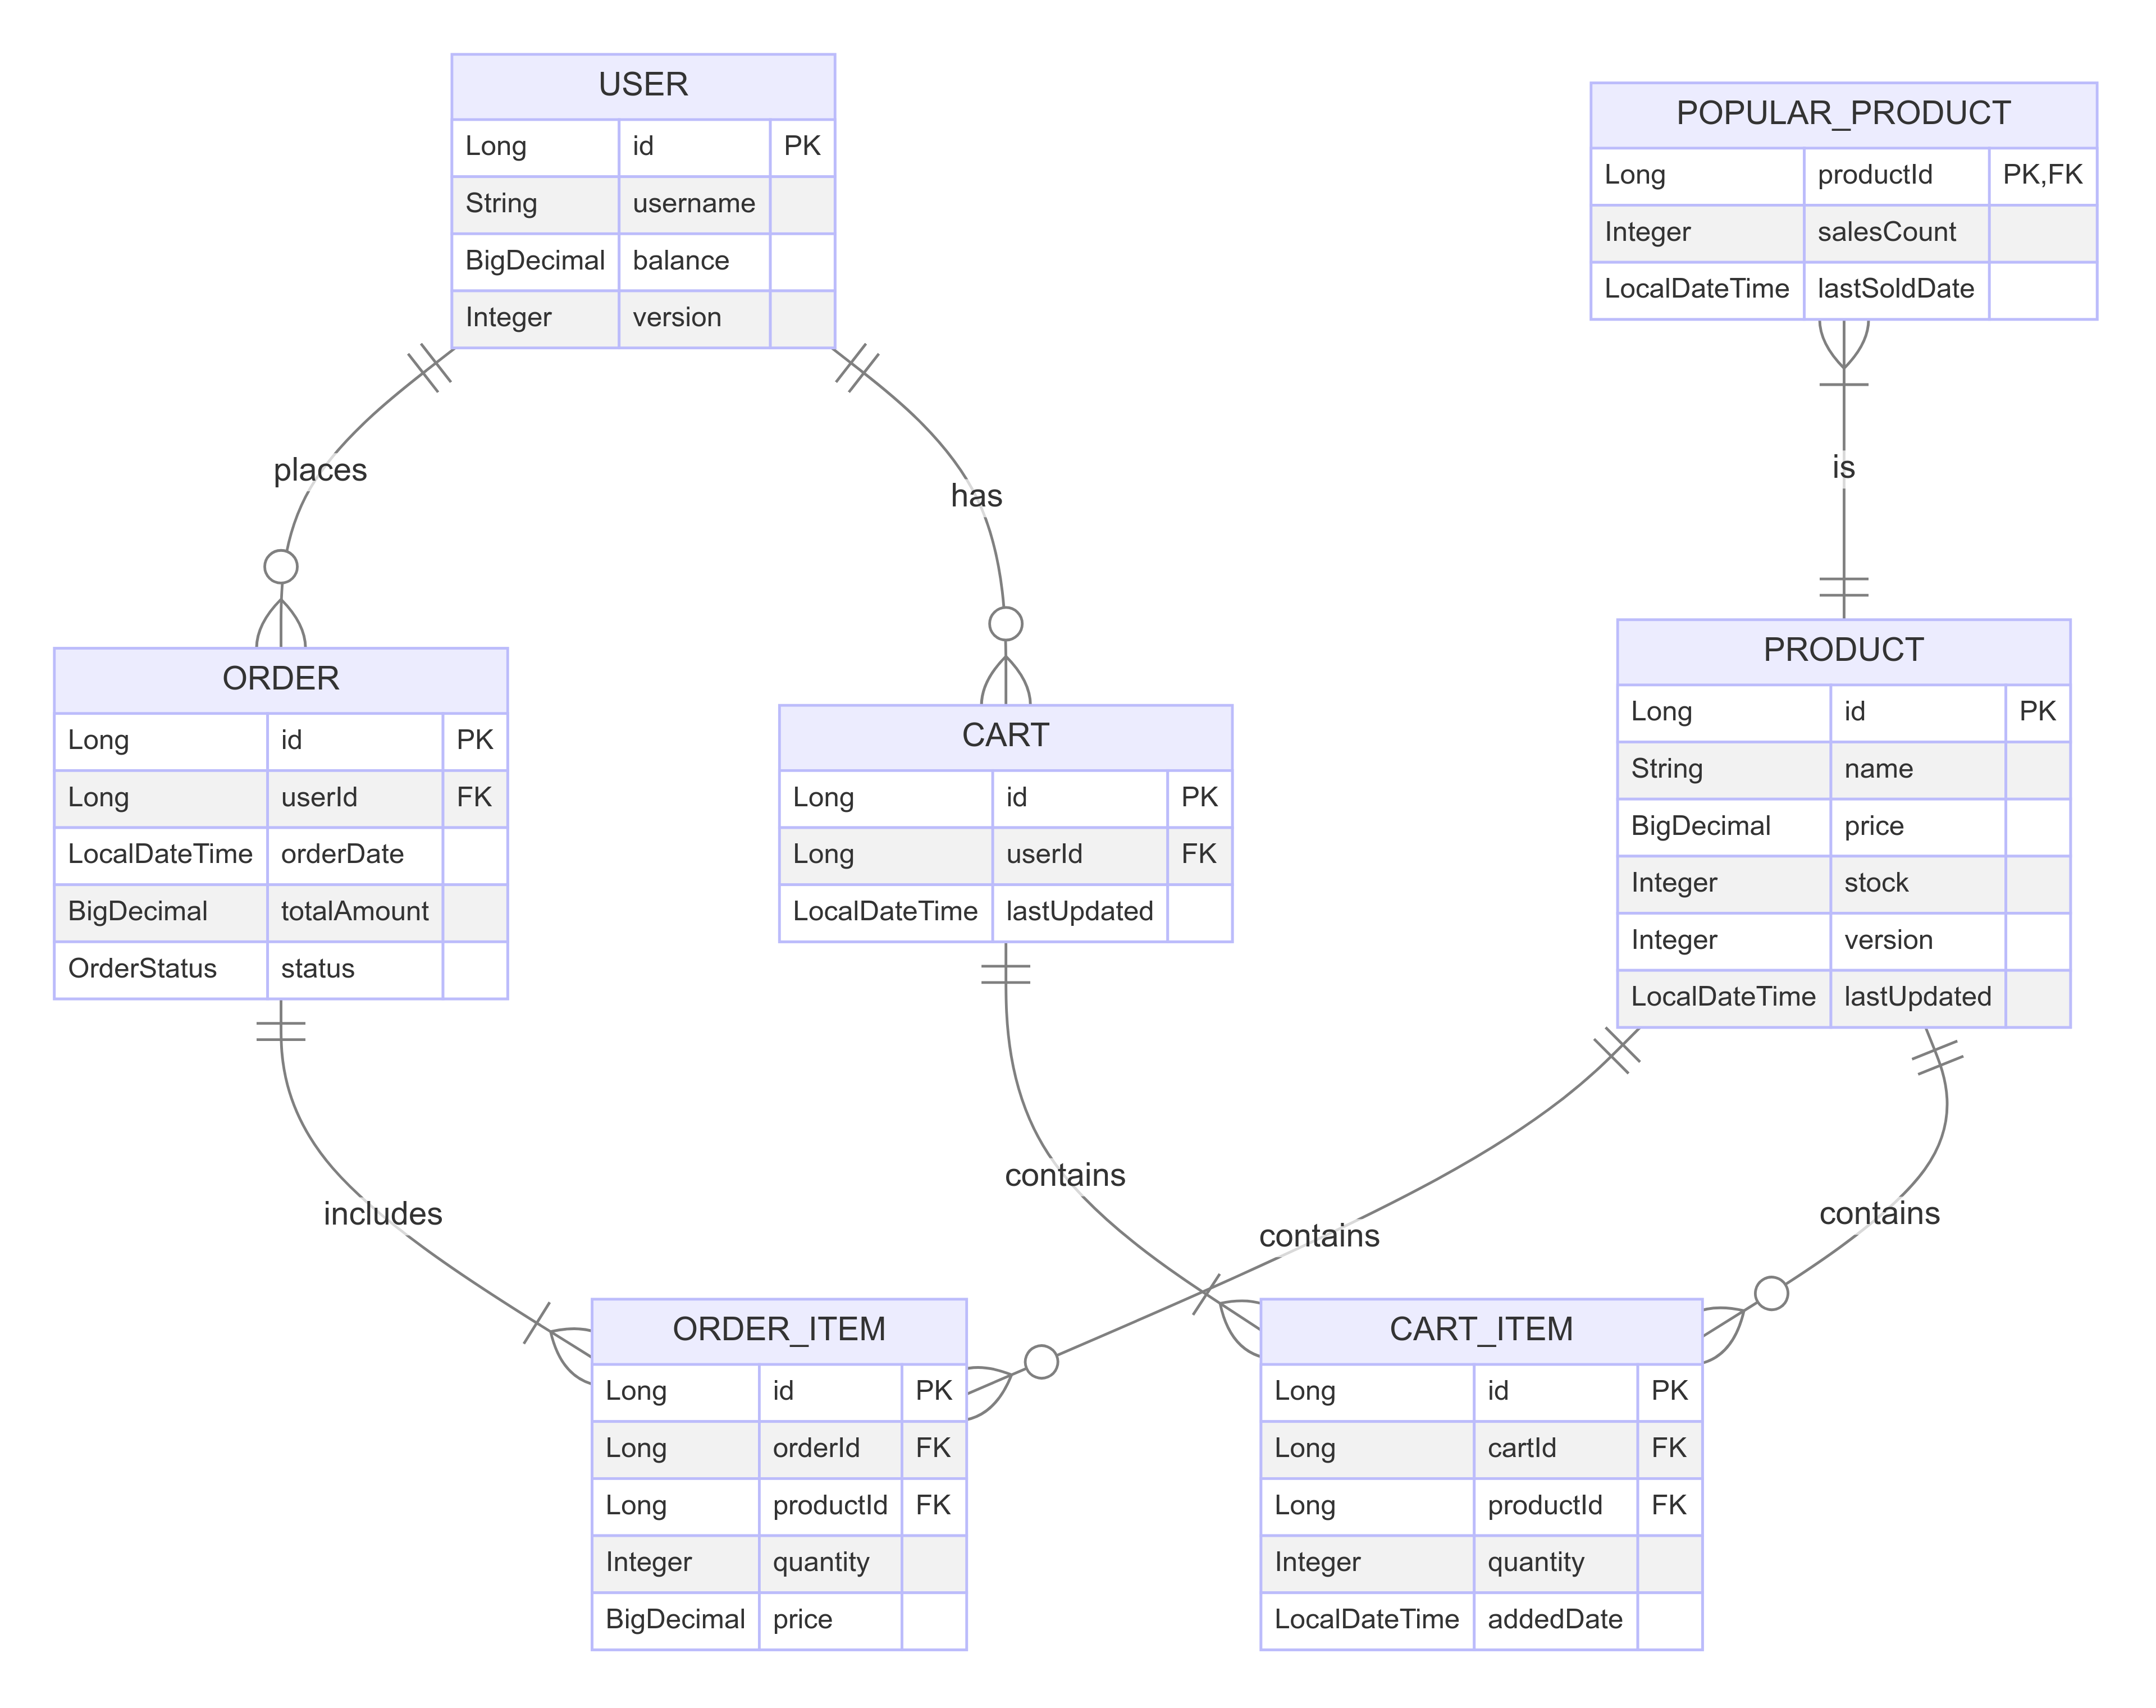 USER
Long id PK
String username
BigDecimal balance
Integer version
POPULAR_PRODUCT
Long productId PK,FK
Integer salesCount
LocalDateTime lastSoldDate
places
has
is
ORDER
Long id PK
Long userId FK
LocalDateTime orderDate
BigDecimal totalAmount
OrderStatus status
CART
Long id PK
Long userId FK
LocalDateTime lastUpdated
PRODUCT
Long id PK
String name
BigDecimal price
Integer stock
Integer version
LocalDateTime lastUpdated
includes
contains
contains
contains
ORDER_ITEM
Long id PK
Long orderId FK
Long productId FK
Integer quantity
BigDecimal price
CART_ITEM
Long id PK
Long cartId FK
Long productId FK
Integer quantity
LocalDateTime addedDate